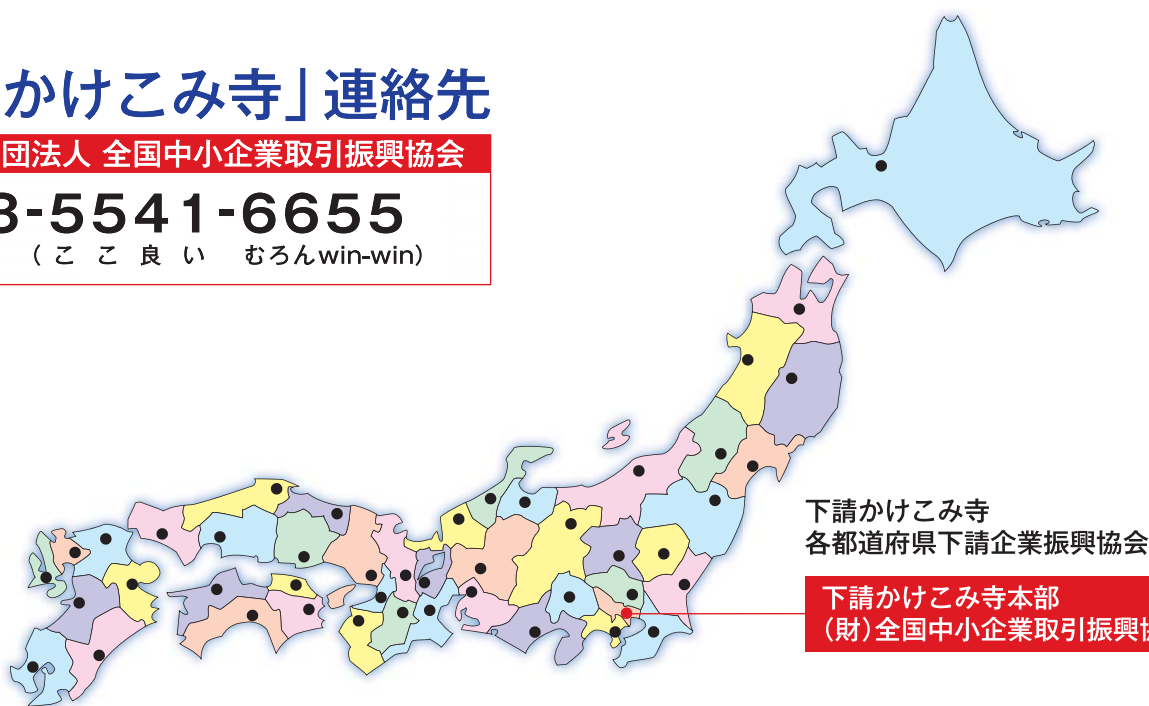 かけこみ寺」連絡先
団法人 全国中小企業取引振興協会
3-5541-6655
（ここ良い むろんwin-win）
下請かけこみ寺
各都道府県下請企業振興協会
下請かけこみ寺本部
（財）全国中小企業取引振興協